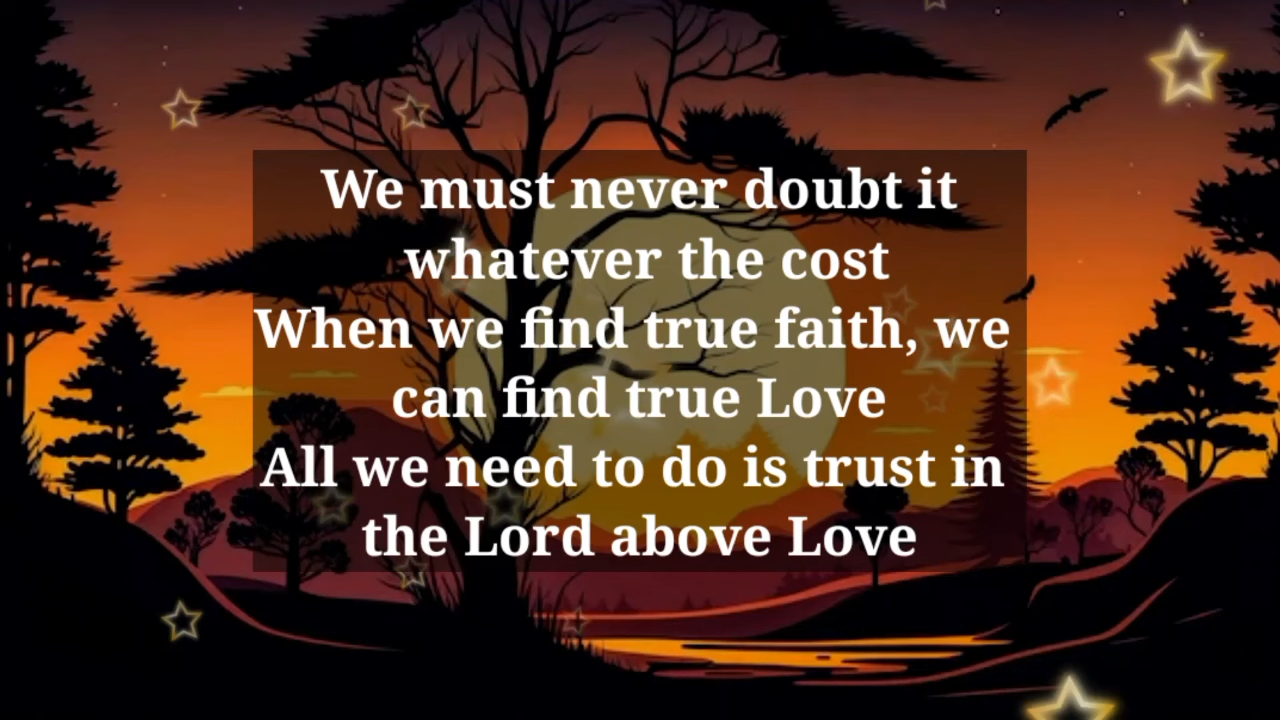 We must never doubt it
whatever the cost
When we find true faith, we
can find true Love
All we need to do is trust in
the Lord above Love